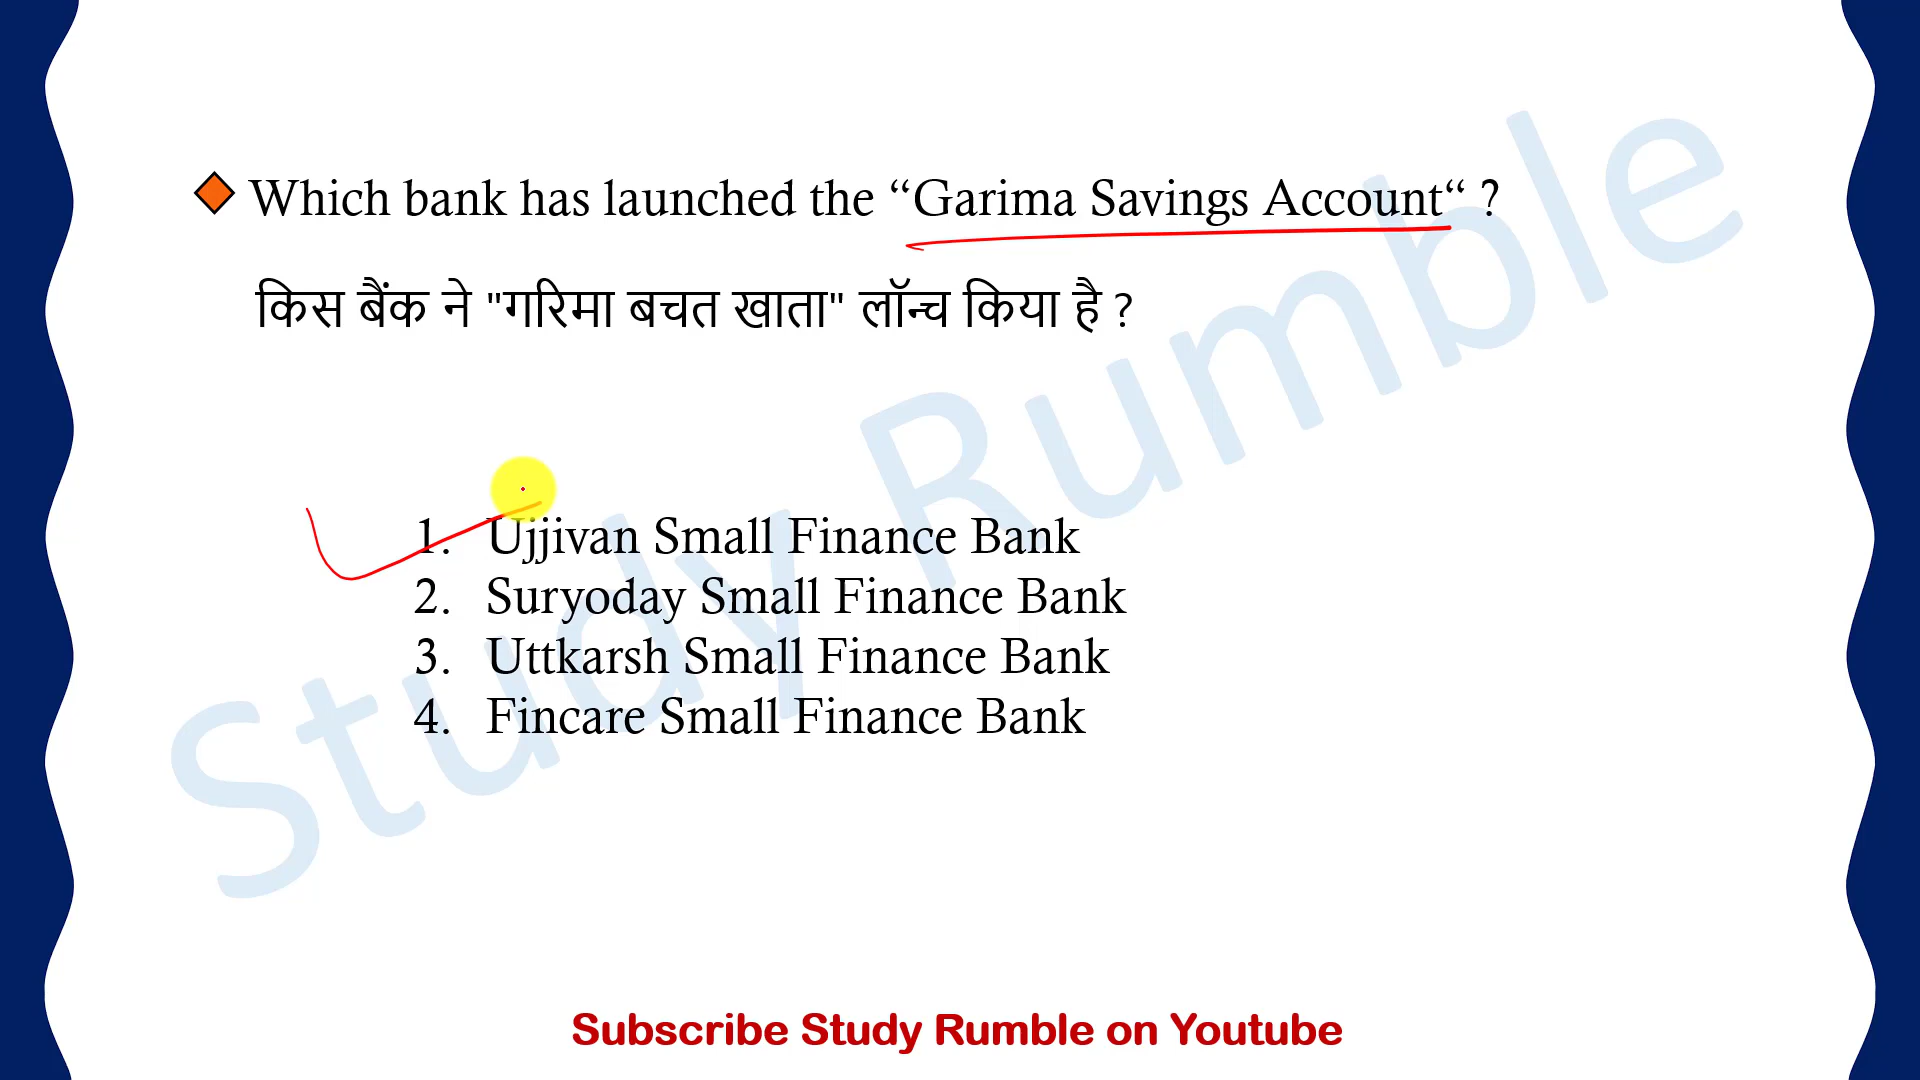 Which bank has launched the “Garima Savings Account“ ?
किस बैंक ने "गरिमा बचत खाता" लॉन्च किया है ?
1. Ujjivan Small Finance Bank
2. Suryoday Small Finance Bank
3. Uttkarsh Small Finance Bank
4. Fincare Small Finance Bank
Study Rumble
Subscribe Study Rumble on Youtube